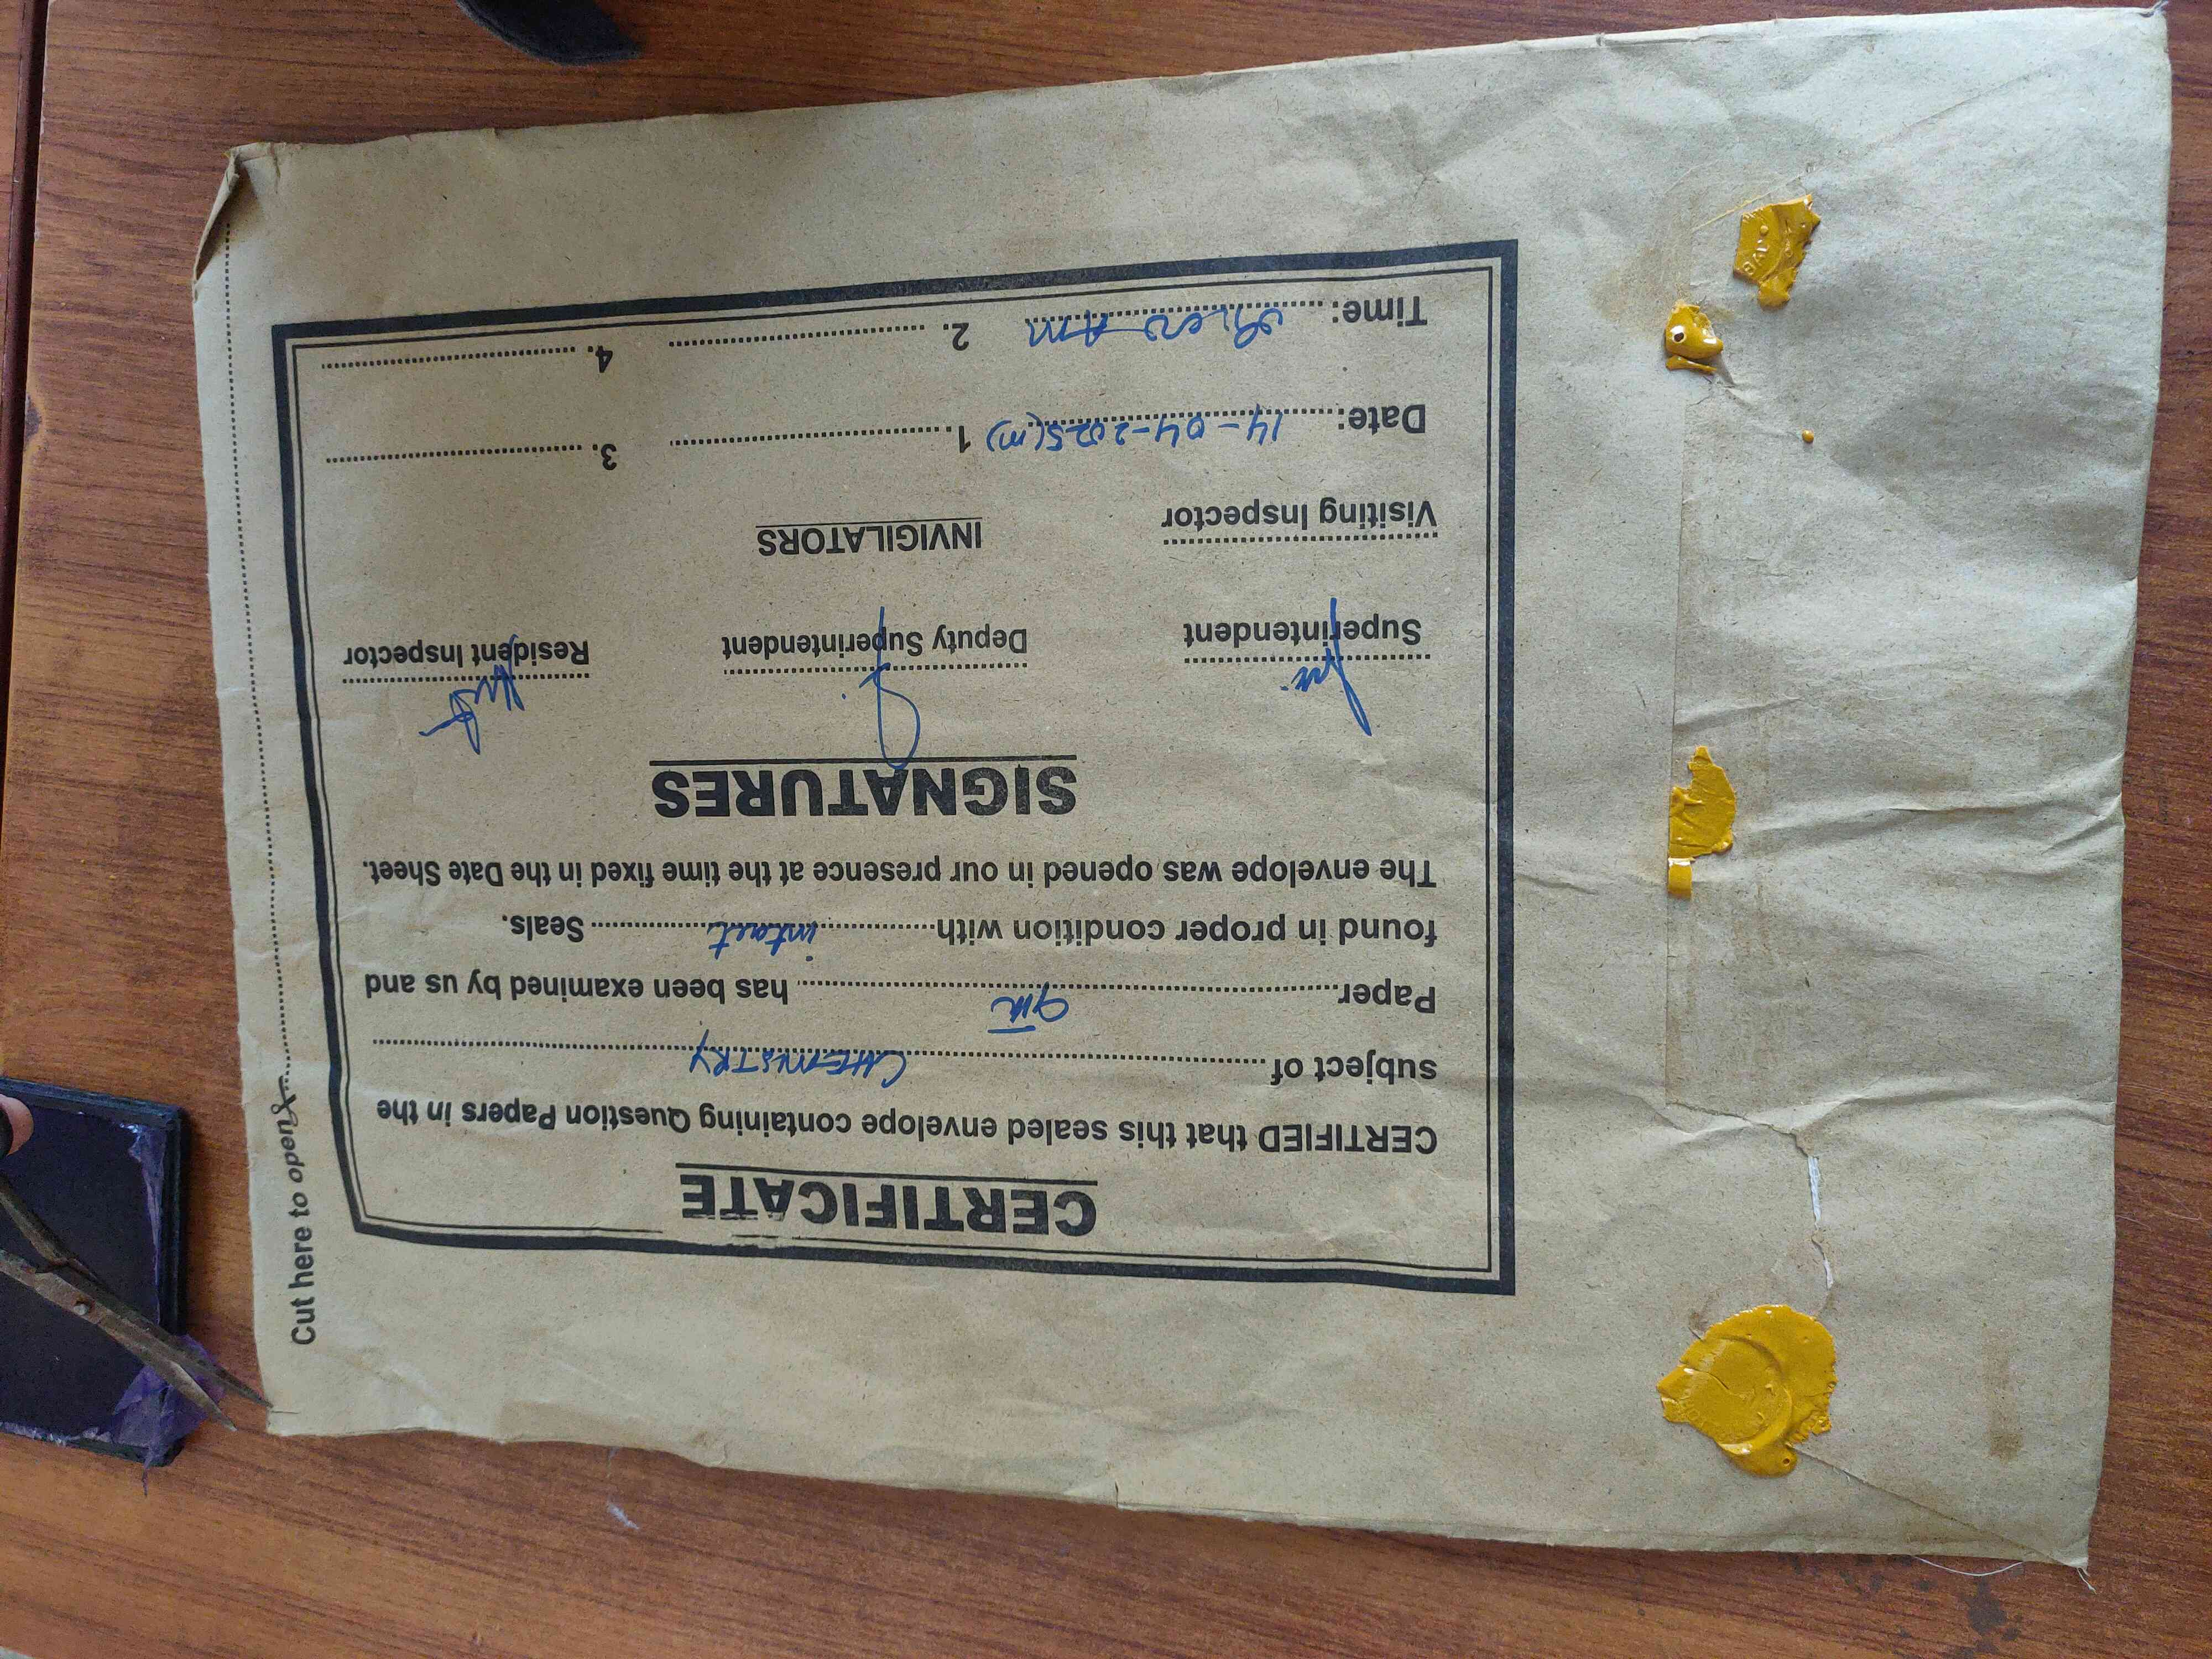 Cut here to open
CERTIFICATE
CERTIFIED that this sealed envelope containing Question Papers in the
subject of CHEMISTRY
Paper 9th has been examined by us and
found in proper condition with intact Seals.
The envelope was opened in our presence at the time fixed in the Date Sheet.
SIGNATURES
Superintendent Deputy Superintendent Resident Inspector
Visiting Inspector INVIGILATORS
Date: 14-04-2025(m) 1. 3.
Time: AM 2. 4.